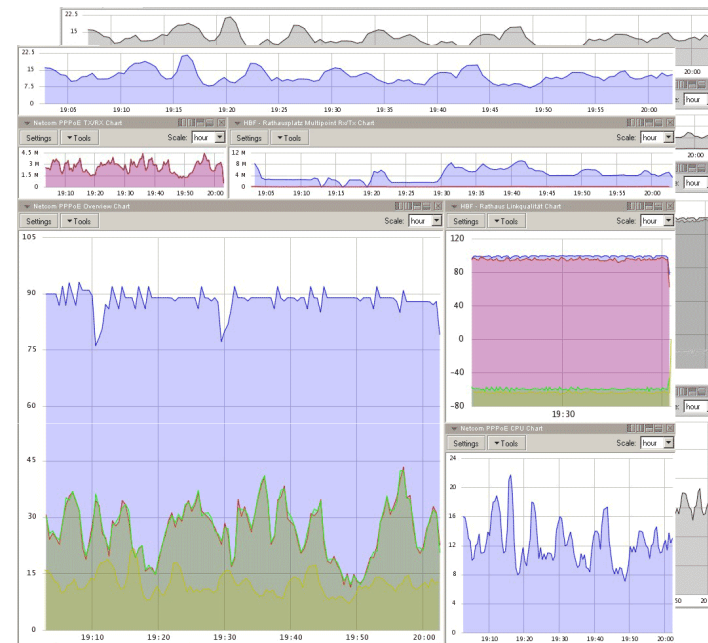 22.5
15
20:00
22.5
15
7.5
0
19:05 19:10 19:15 19:20 19:25 19:30 19:35 19:40 19:45 19:50 19:55 20:00
hour
Netcom PPPoE TX/RX Chart
HBF - Rathausplatz Multipoint Rx/Tx Chart
Settings Tools Scale: hour
Settings Tools Scale: hour
4.5 M
3 M
1.5 M
0
19:10 19:20 19:30 19:40 19:50 20:00
12 M
8 M
4 M
0
19:05 19:10 19:15 19:20 19:25 19:30 19:35 19:40 19:45 19:50 19:55 20:00
20:00
hour
Netcom PPPoE Overview Chart
Settings Tools Scale: hour
105
90
75
60
45
30
15
0
19:10 19:20 19:30 19:40 19:50 20:00
HBF - Rathaus Linkqualität Chart
Settings Tools Scale: hour
120
80
40
0
-40
-80
19:30
hour
Netcom PPPoE CPU Chart
Settings Tools Scale: hour
24
20
16
12
8
4
0
19:10 19:20 19:30 19:40 19:50 20:00
50 20